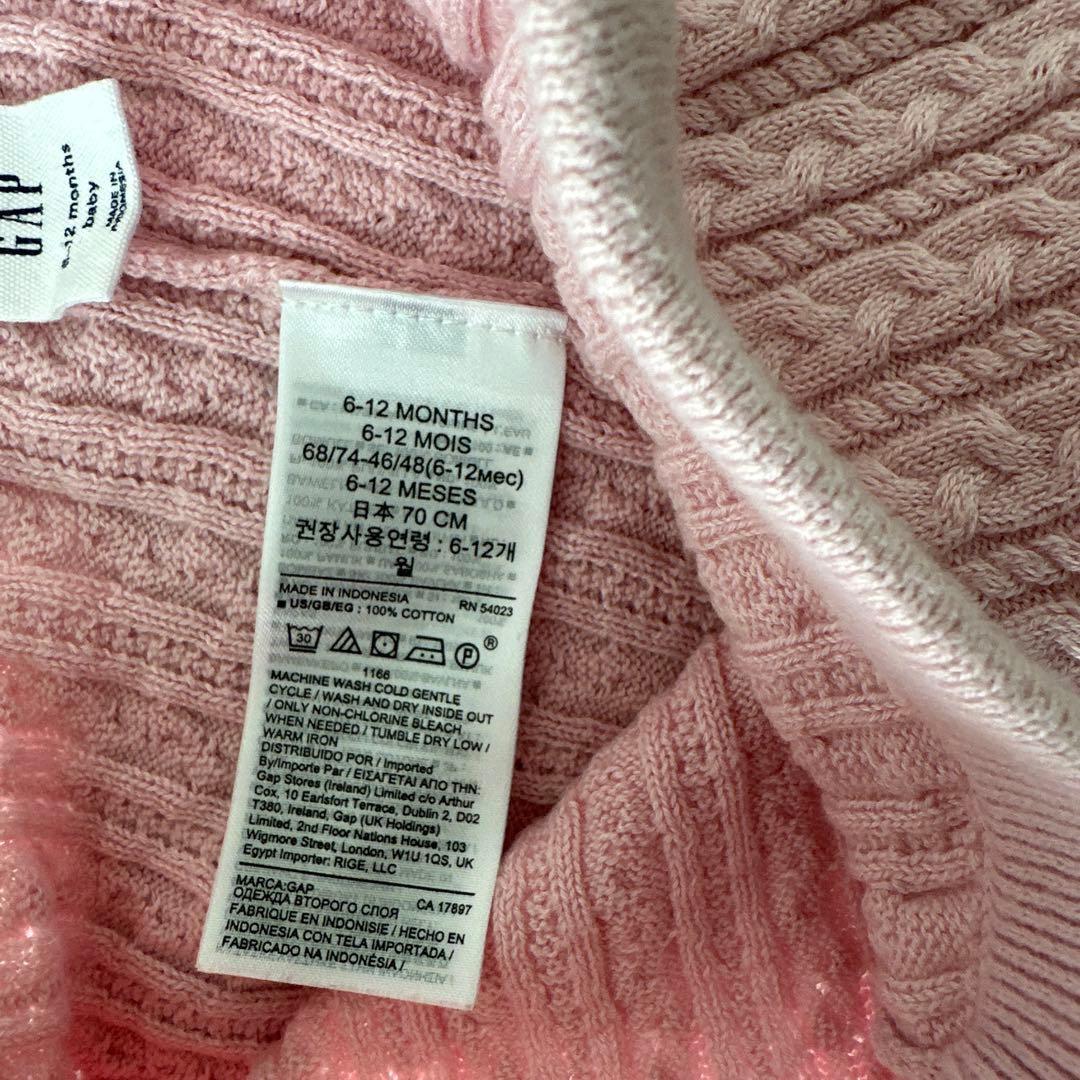 GAP
12 months
baby
MADE IN
INDONESIA
6-12 MONTHS
6-12 MOIS
68/74-46/48(6-12мес)
6-12 MESES
日本 70 CM
권장사용연령 : 6-12개
월
MADE IN INDONESIA RN 54023
■ US/GB/EG : 100% COTTON
30 P ®
1166
MACHINE WASH COLD GENTLE
CYCLE / WASH AND DRY INSIDE OUT
/ ONLY NON-CHLORINE BLEACH
WHEN NEEDED / TUMBLE DRY LOW /
WARM IRON
DISTRIBUIDO POR / Imported
By/Importe Par / ΕΙΣΑΓΕΤΑΙ ΑΠΟ ΤΗΝ:
Gap Stores (Ireland) Limited c/o Arthur
Cox, 10 Earlsfort Terrace, Dublin 2, D02
T380, Ireland, Gap (UK Holdings)
Limited, 2nd Floor Nations House, 103
Wigmore Street, London, W1U 1QS, UK
Egypt Importer: RIGE, LLC
MARCA:GAP CA 17897
ОДЕЖДА ВТОРОГО СЛОЯ
FABRIQUE EN INDONISIE / HECHO EN
INDONESIA CON TELA IMPORTADA /
FABRICADO NA INDONÉSIA /